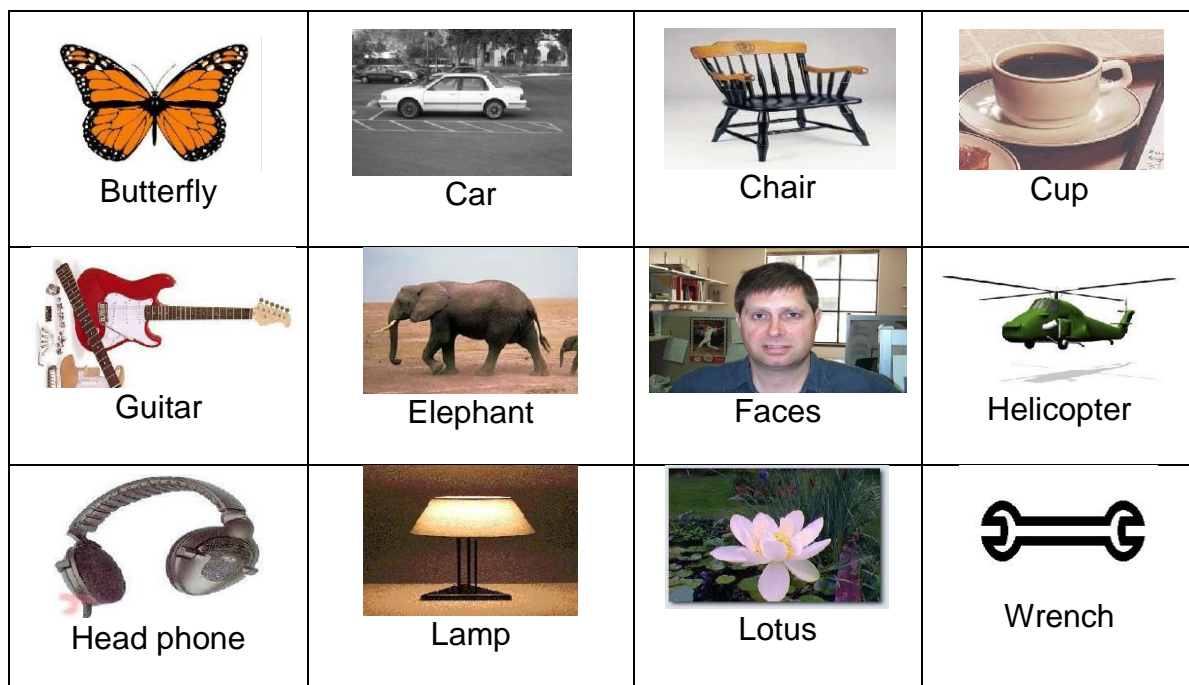 Butterfly
Car
Chair
Cup
Guitar
Elephant
Faces
Helicopter
Head phone
Lamp
Lotus
Wrench